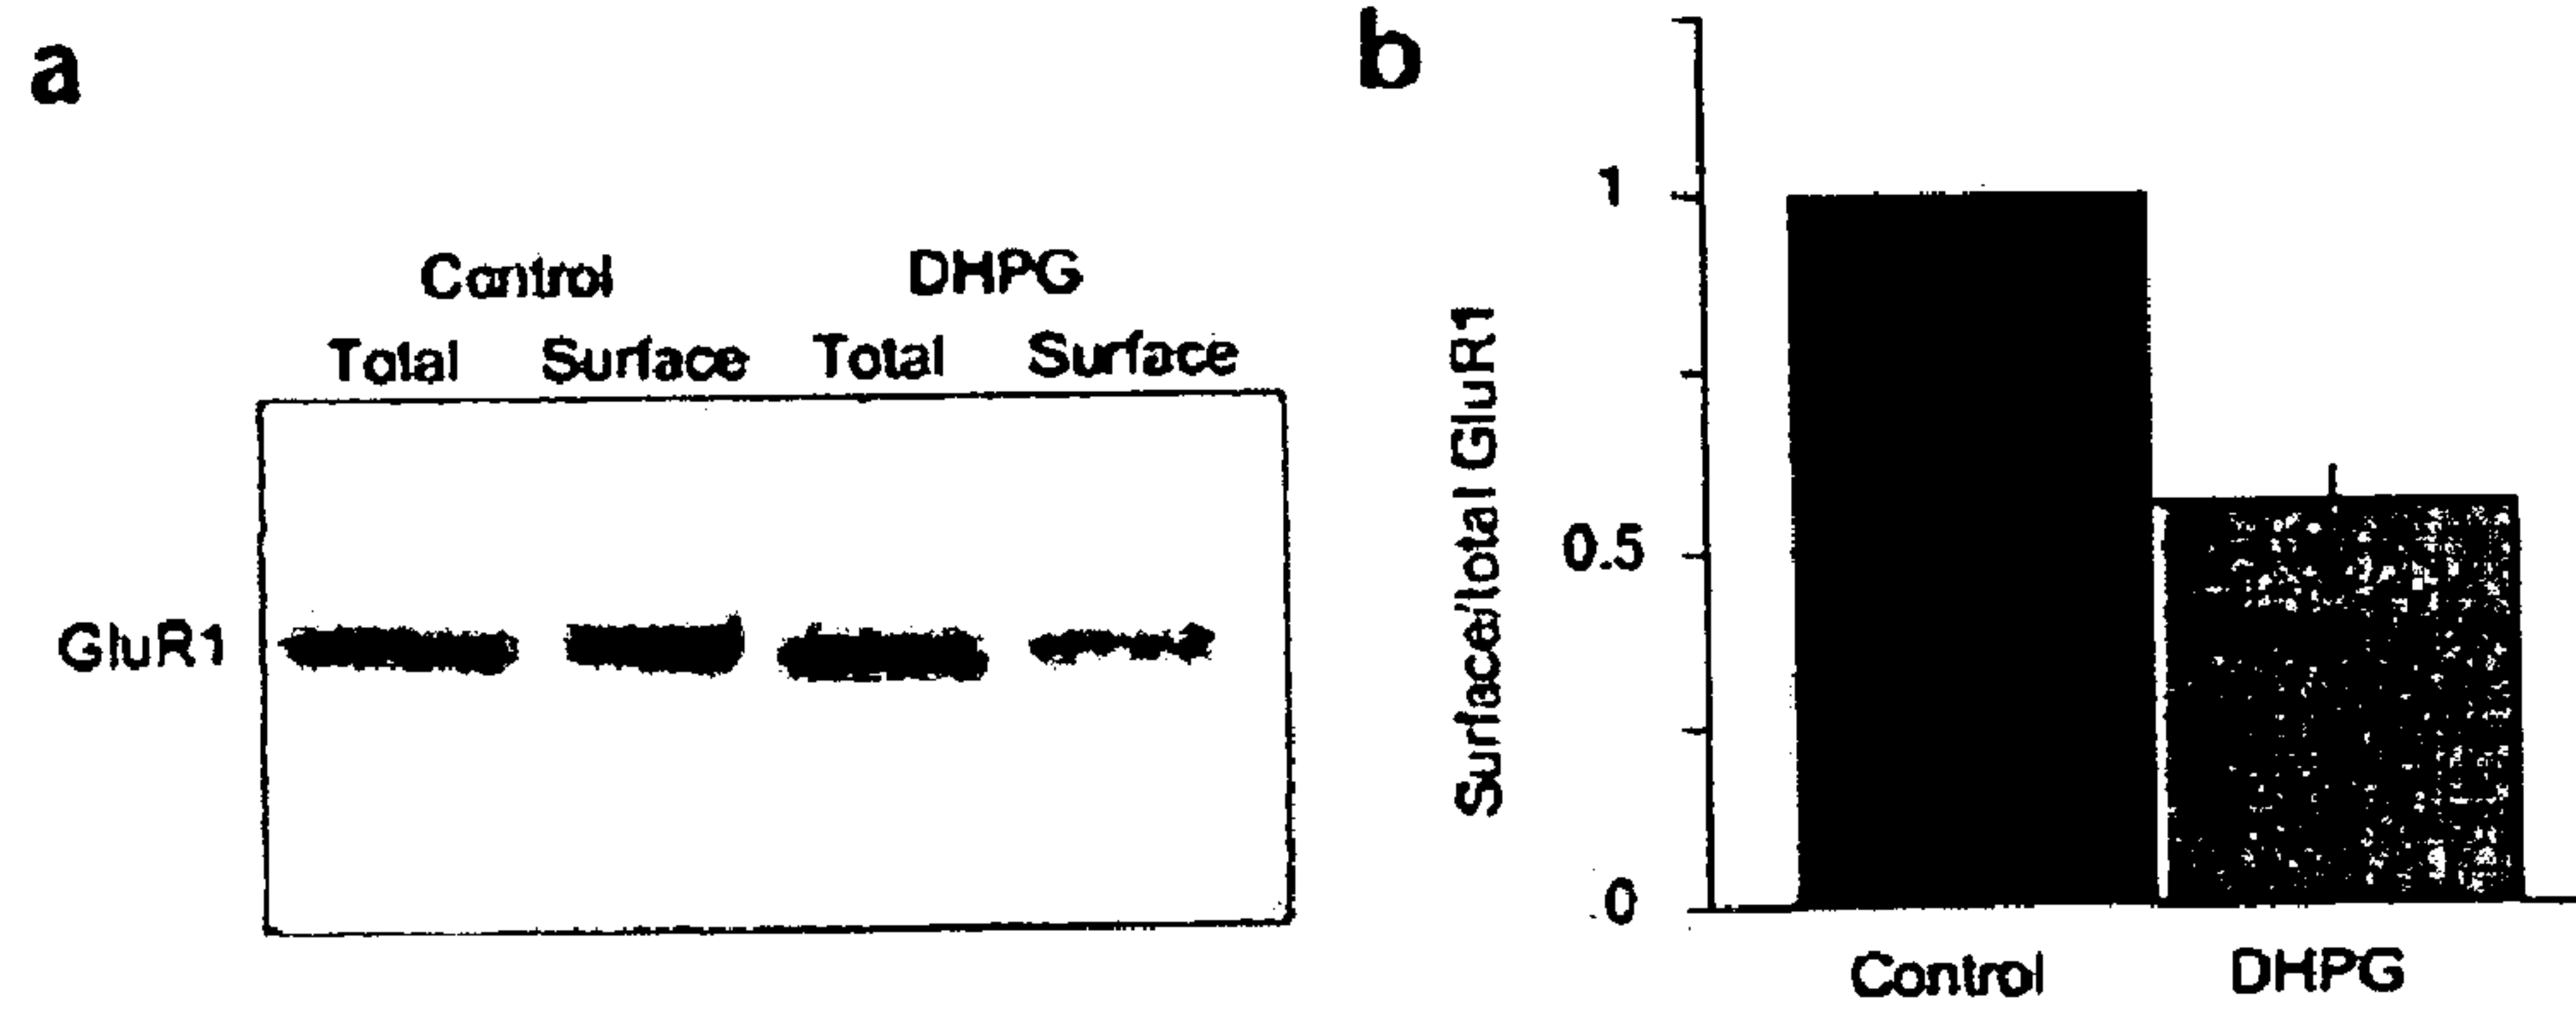 a
Control DHPG
Total Surface Total Surface
GluR1
b
Surface/total GluR1
1
0.5
0
Control DHPG